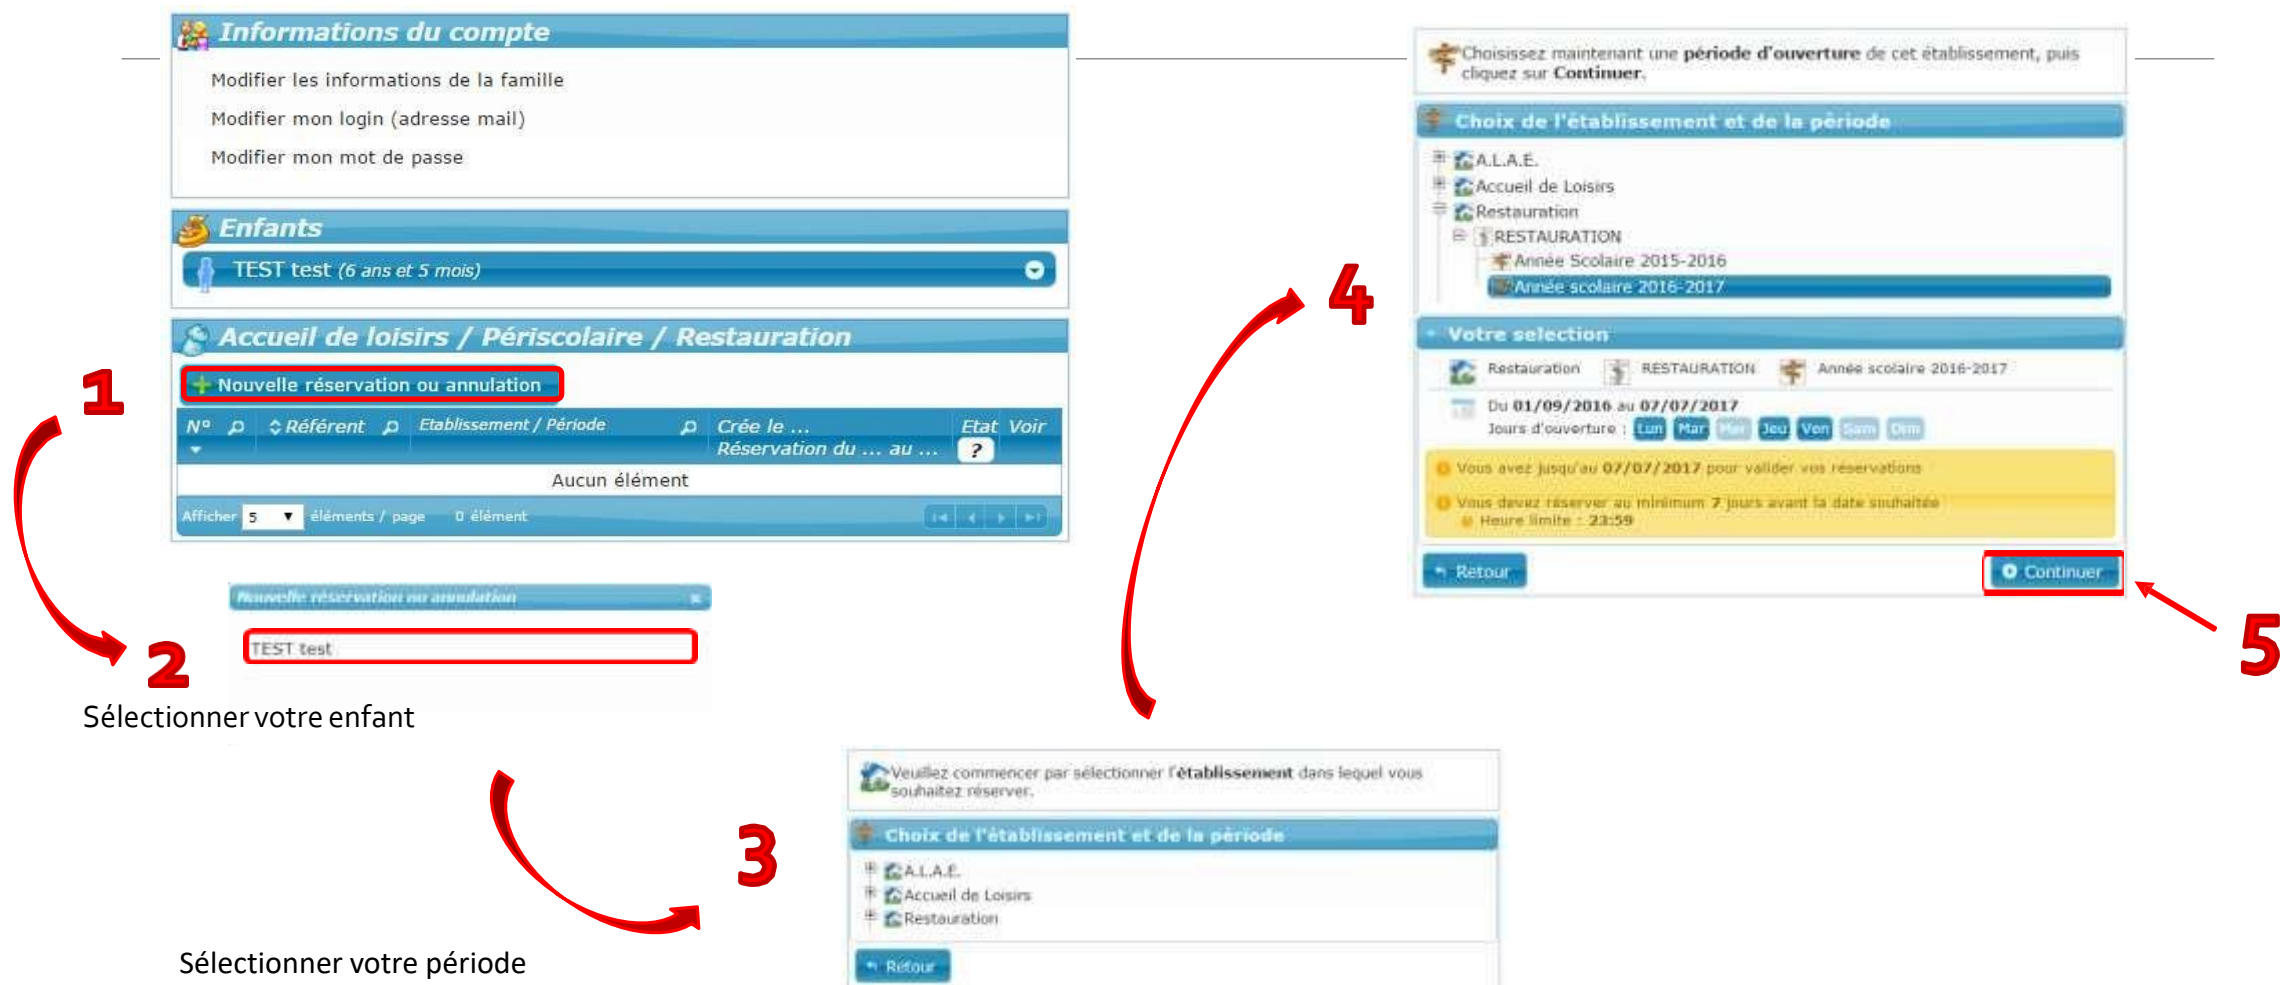 Informations du compte
Modifier les informations de la famille
Modifier mon login (adresse mail)
Modifier mon mot de passe
Enfants
TEST test (6 ans et 5 mois)
Accueil de loisirs / Périscolaire / Restauration
1
Nouvelle réservation ou annulation
N° Référent Etablissement / Période Crée le ... Etat Voir
Réservation du ... au ... ?
Aucun élément
Afficher 5 éléments / page 0 élément
Nouvelle réservation ou annulation
2
TEST test
Sélectionner votre enfant
3
Veuillez commencer par sélectionner l'établissement dans lequel vous
souhaitez réserver.
Choix de l'établissement et de la période
A.L.A.E.
Accueil de Loisirs
Restauration
Retour
Sélectionner votre période
4
Choisissez maintenant une période d'ouverture de cet établissement, puis
cliquez sur Continuer.
Choix de l'établissement et de la période
A.L.A.E.
Accueil de Loisirs
Restauration
RESTAURATION
Année Scolaire 2015-2016
Année scolaire 2016-2017
Votre selection
Restauration RESTAURATION Année scolaire 2016-2017
Du 01/09/2016 au 07/07/2017
Jours d'ouverture : Lun Mar Mer Jeu Ven Sam Dim
Vous avez jusqu'au 07/07/2017 pour valider vos réservations
Vous devez réserver au minimum 7 jours avant la date souhaitée
Heure limite : 23:59
Retour Continuer
5